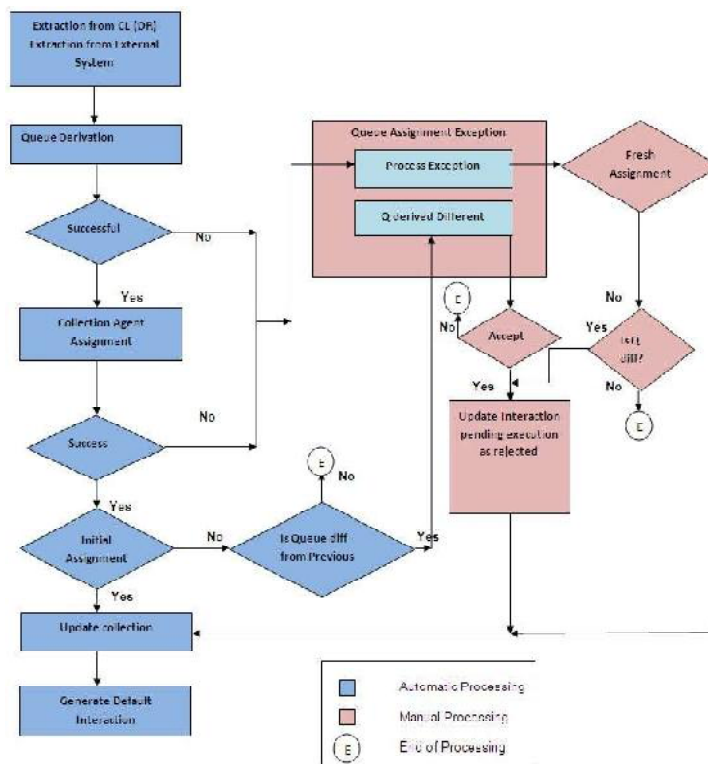 Extraction from CL (DR)
Extraction from External
System
Queue Derivation
Successful
No
Yes
Collection Agent
Assignment
Success
No
Yes
Initial
Assignment
No
Yes
Update collection
Generate Default
Interaction
Is Queue diff
from Previous
E
No
Yes
Queue Assignment Exception
Process Exception
Q derived Different
Fresh
Assignment
No
E
No
Accept
Yes
Yes
Is Q
diff?
No
E
Update Interaction
pending execution
as rejected
Automatic Processing
Manual Processing
E
End of Processing